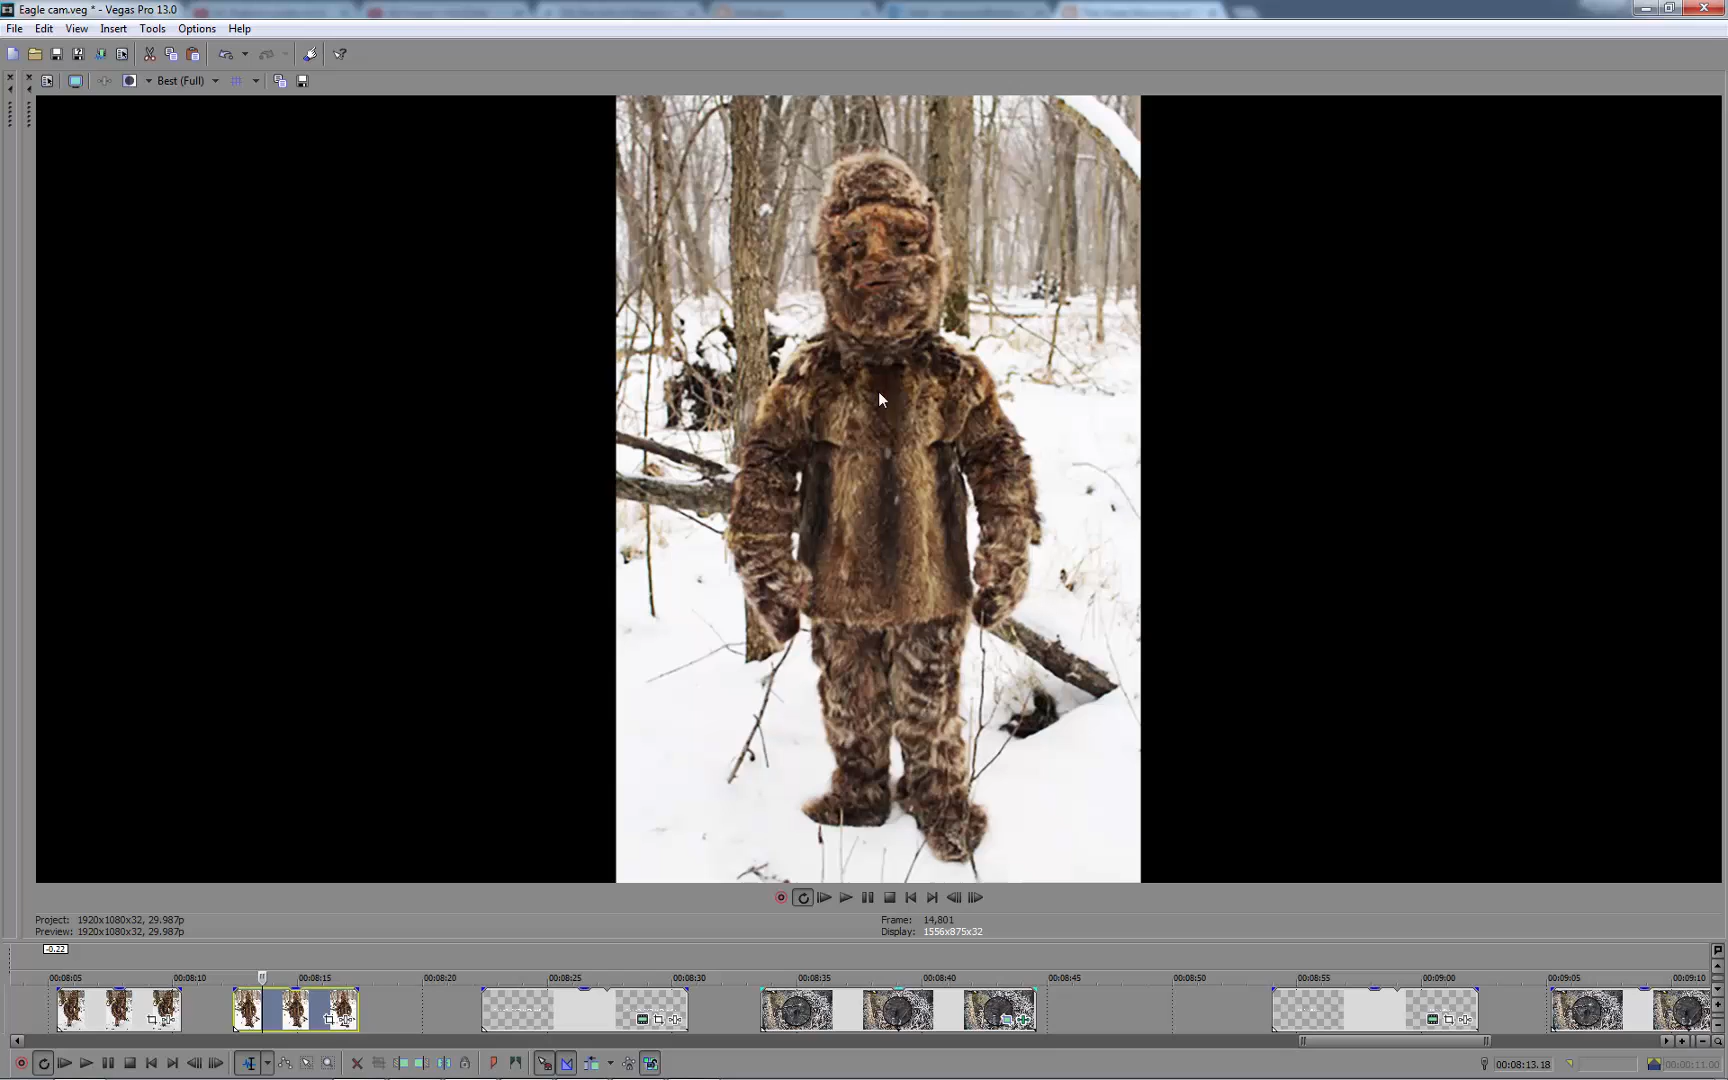 Eagle cam.veg * - Vegas Pro 13.0
File Edit View Insert Tools Options Help
Best (Full)
Project: 1920x1080x32, 29.987p
Preview: 1920x1080x32, 29.987p
Frame: 14,801
Display: 1556x875x32
-0.22
00:08:05 00:08:10 00:08:15 00:08:20 00:08:25 00:08:30 00:08:35 00:08:40 00:08:45 00:08:50 00:08:55 00:09:00 00:09:05 00:09:10
00:08:13.18 00:00:11.00